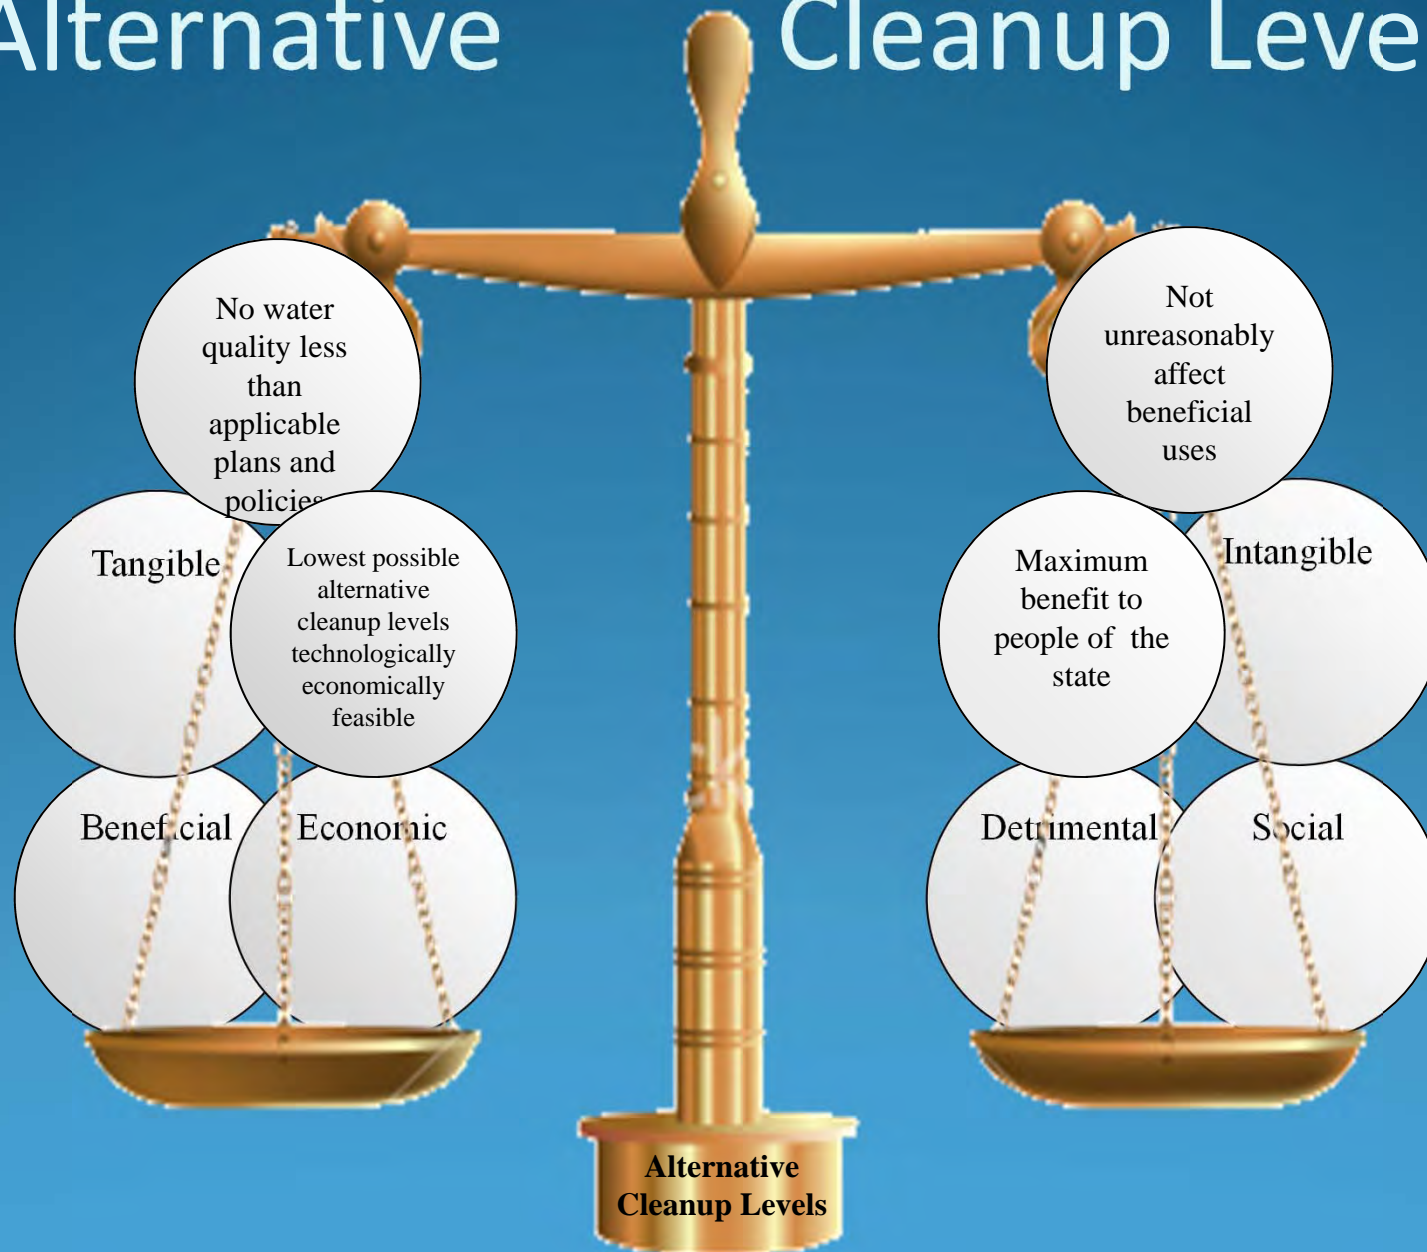 Alternative Cleanup Leve
No water
quality less
than
applicable
plans and
policies
Not
unreasonably
affect
beneficial
uses
Tangible
Lowest possible
alternative
cleanup levels
technologically
economically
feasible
Maximum
benefit to
people of the
state
Intangible
Beneficial
Economic
Detrimental
Social
Alternative
Cleanup Levels